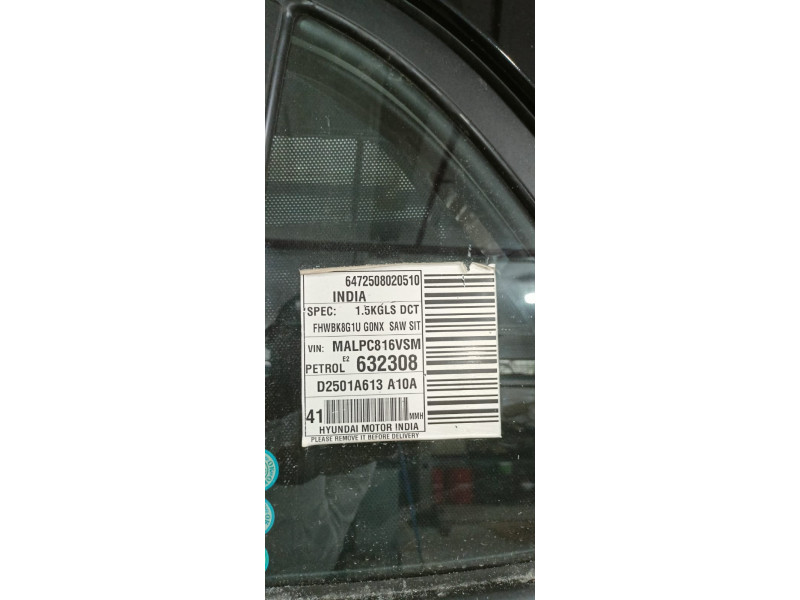 6472508020510
INDIA
SPEC: 1.5KGLS DCT
FHWBK8G1U G0NX SAW SIT
VIN: MALPC816VSM
PETROL E2 632308
D2501A613 A10A
41 MMH
HYUNDAI MOTOR INDIA
PLEASE REMOVE IT BEFORE DELIVERY